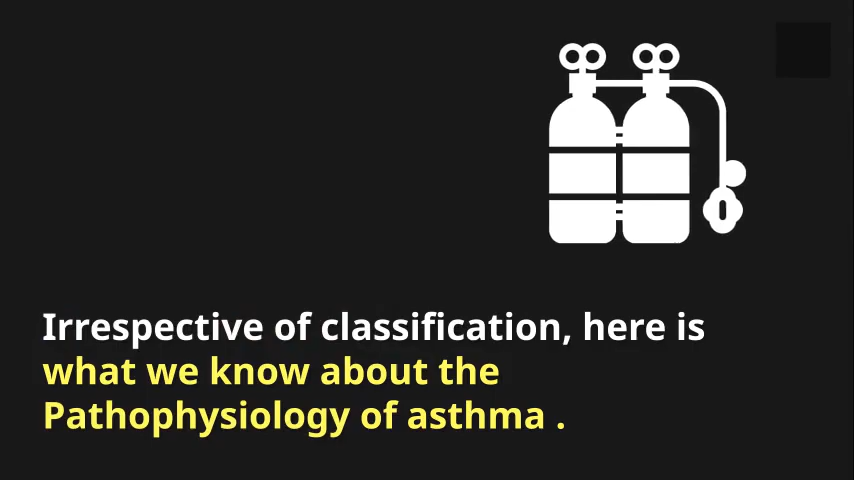 Irrespective of classification, here is
what we know about the
Pathophysiology of asthma .